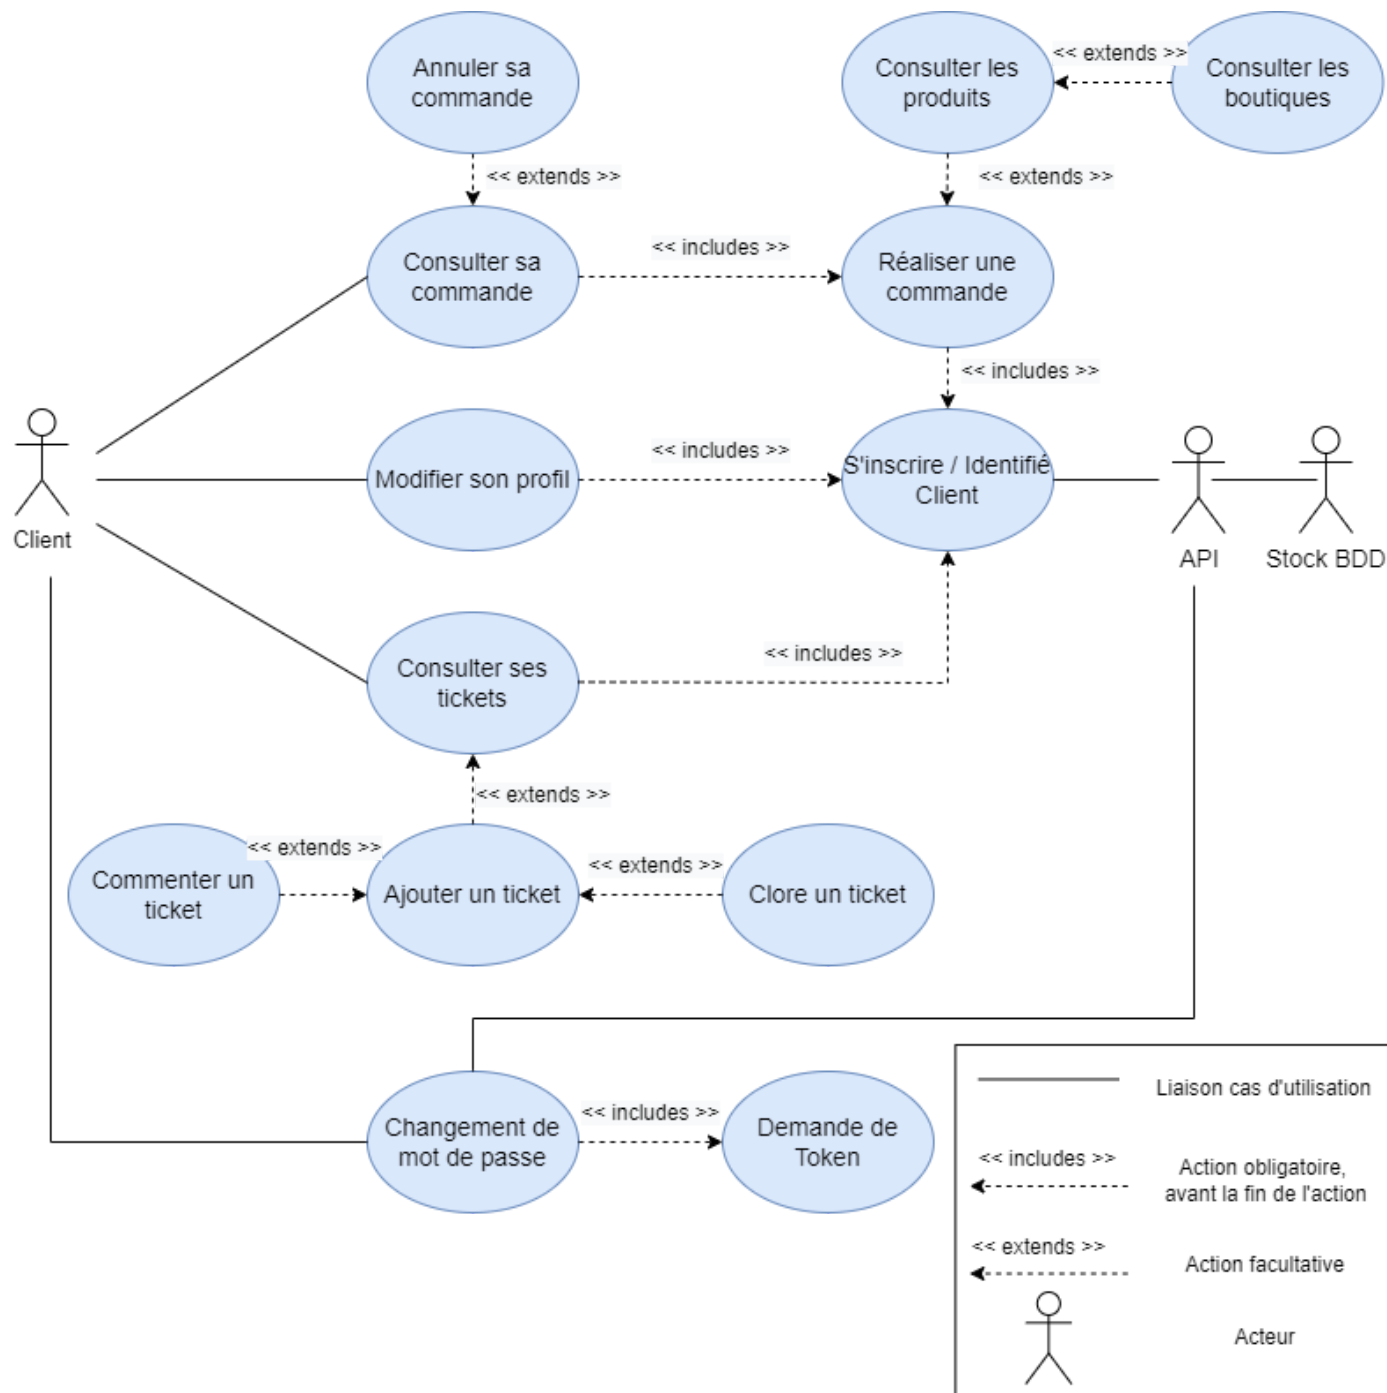 Annuler sa
commande
Consulter les
produits
<< extends >>
Consulter les
boutiques
<< extends >>
<< extends >>
Consulter sa
commande
<< includes >>
Réaliser une
commande
<< includes >>
Client
Modifier son profil
<< includes >>
S'inscrire / Identifié
Client
API
Stock BDD
Consulter ses
tickets
<< includes >>
<< extends >>
Commenter un
ticket
<< extends >>
Ajouter un ticket
<< extends >>
Clore un ticket
Changement de
mot de passe
<< includes >>
Demande de
Token
Liaison cas d'utilisation
<< includes >>
Action obligatoire,
avant la fin de l'action
<< extends >>
Action facultative
Acteur